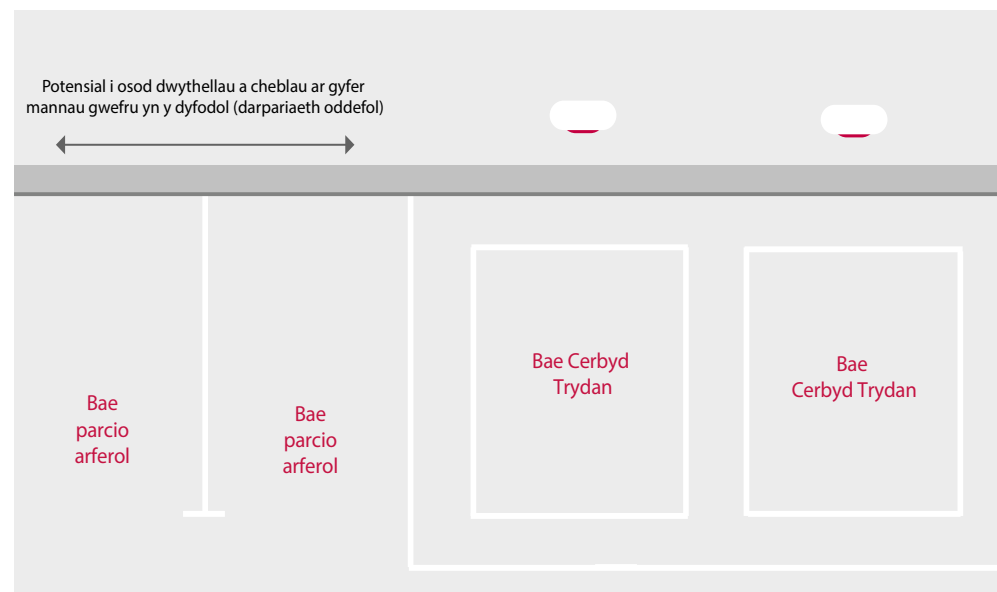 Potensial i osod dwythellau a cheblau ar gyfer
mannau gwefru yn y dyfodol (darpariaeth oddefol)
Bae
parcio
arferol
Bae
parcio
arferol
Bae Cerbyd
Trydan
Bae
Cerbyd Trydan